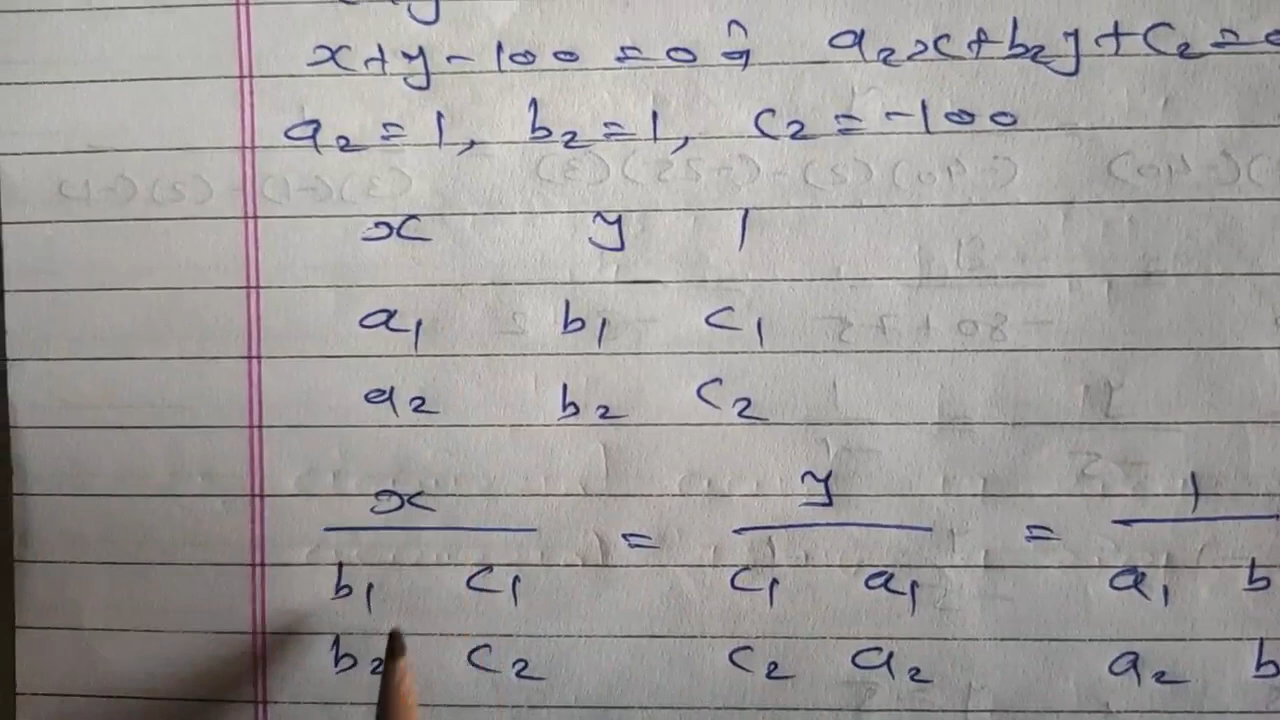 x+y-100=0 ; a₂x+b₂y+c₂=0
a₂=1, b₂=1, c₂=-100
x y 1
a₁ b₁ c₁
a₂ b₂ c₂
x = y = 1
b₁ c₁ c₁ a₁ a₁ b
b₂ c₂ c₂ a₂ a₂ b